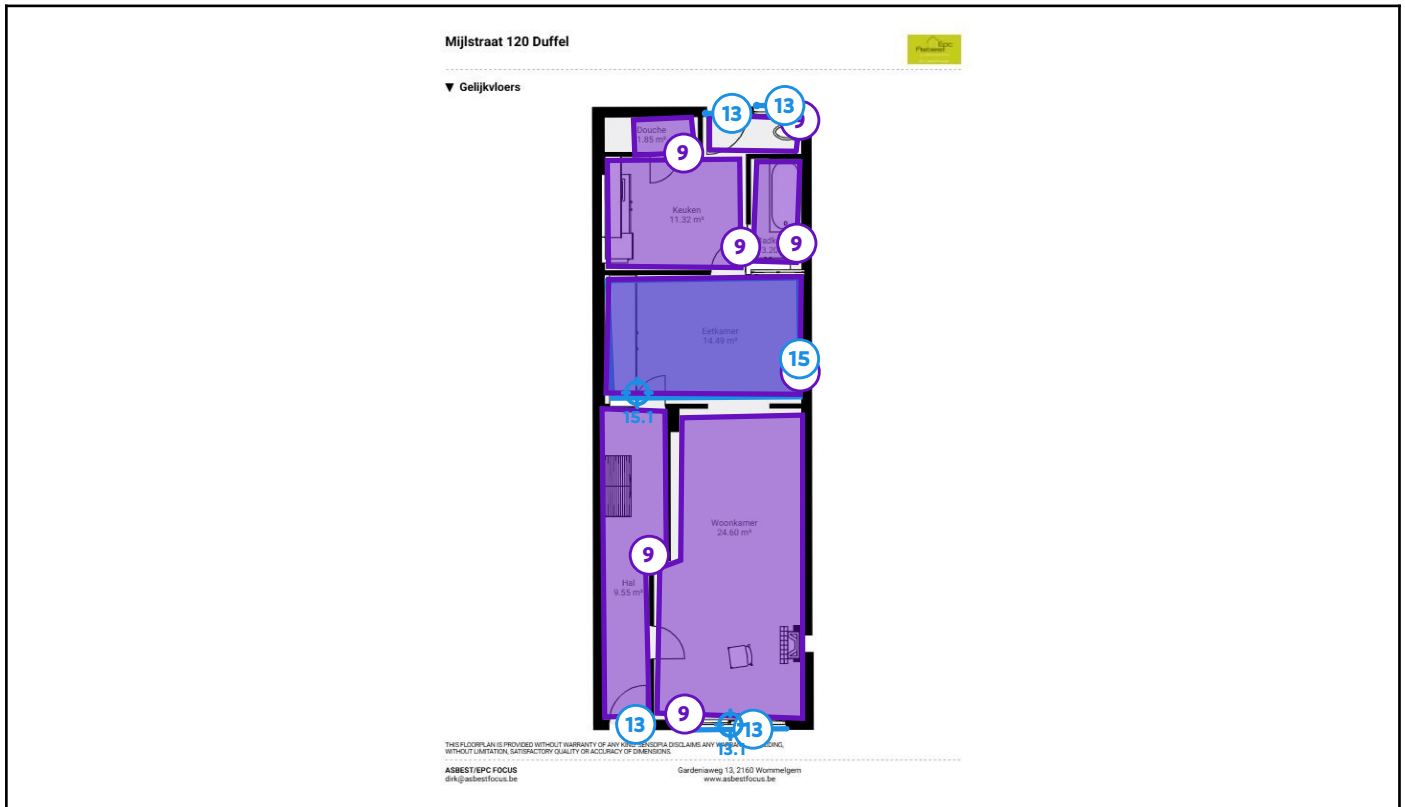 Mijlstraat 120 Duffel
Epc
▼ Gelijkvloers
13
13
9
Douche
1.85 m²
9
Keuken
11.32 m²
9
9
Eetkamer
14.49 m²
15
15.1
Woonkamer
24.60 m²
9
Hal
9.55 m²
9
13
13
13.1
THIS FLOORPLAN IS PROVIDED WITHOUT WARRANTY OF ANY KIND. SENSOPIA DISCLAIMS ANY WARRANTY INCLUDING,
WITHOUT LIMITATION, SATISFACTORY QUALITY OR ACCURACY OF DIMENSIONS.
ASBEST/EPC FOCUS
Gardeniaweg 13, 2160 Wommelgem
dirk@asbestfocus.be
www.asbestfocus.be